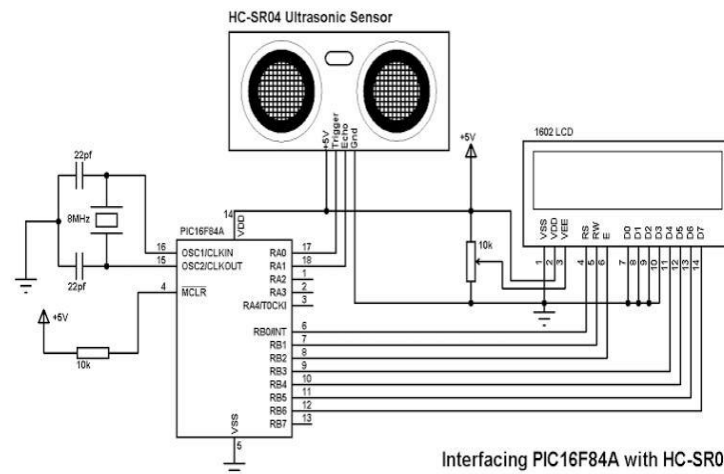 HC-SR04 Ultrasonic Sensor
+5V
Trigger
Echo
Gnd
+5V
1602 LCD
22pf
8MHz
22pf
PIC16F84A
14
VDD
16 OSC1/CLKIN
15 OSC2/CLKOUT
4 MCLR
RA0 17
RA1 18
RA2 1
RA3 2
RA4/T0CKI 3
RB0/INT 6
RB1 7
RB2 8
RB3 9
RB4 10
RB5 11
RB6 12
RB7 13
VSS
5
+5V
10k
10k
VSS VDD VEE RS RW E D0 D1 D2 D3 D4 D5 D6 D7
1 2 3 4 5 6 7 8 9 10 11 12 13 14
Interfacing PIC16F84A with HC-SR0